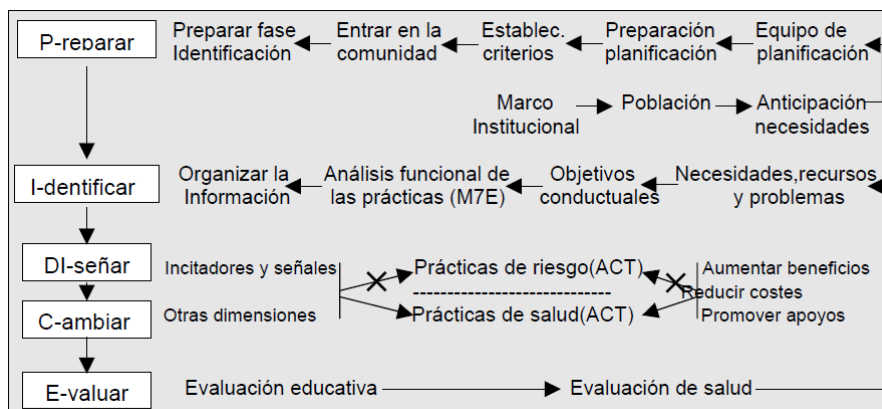 P-reparar
Preparar fase
Identificación
Entrar en la
comunidad
Establec.
criterios
Preparación
planificación
Equipo de
planificación
Marco
Institucional
Población
Anticipación
necesidades
I-dentificar
Organizar la
Información
Análisis funcional de
las prácticas (M7E)
Objetivos
conductuales
Necesidades,recursos
y problemas
DI-señar
Incitadores y señales
Prácticas de riesgo(ACT)
Aumentar beneficios
Reducir costes
C-ambiar
Otras dimensiones
Prácticas de salud(ACT)
Promover apoyos
E-valuar
Evaluación educativa
Evaluación de salud